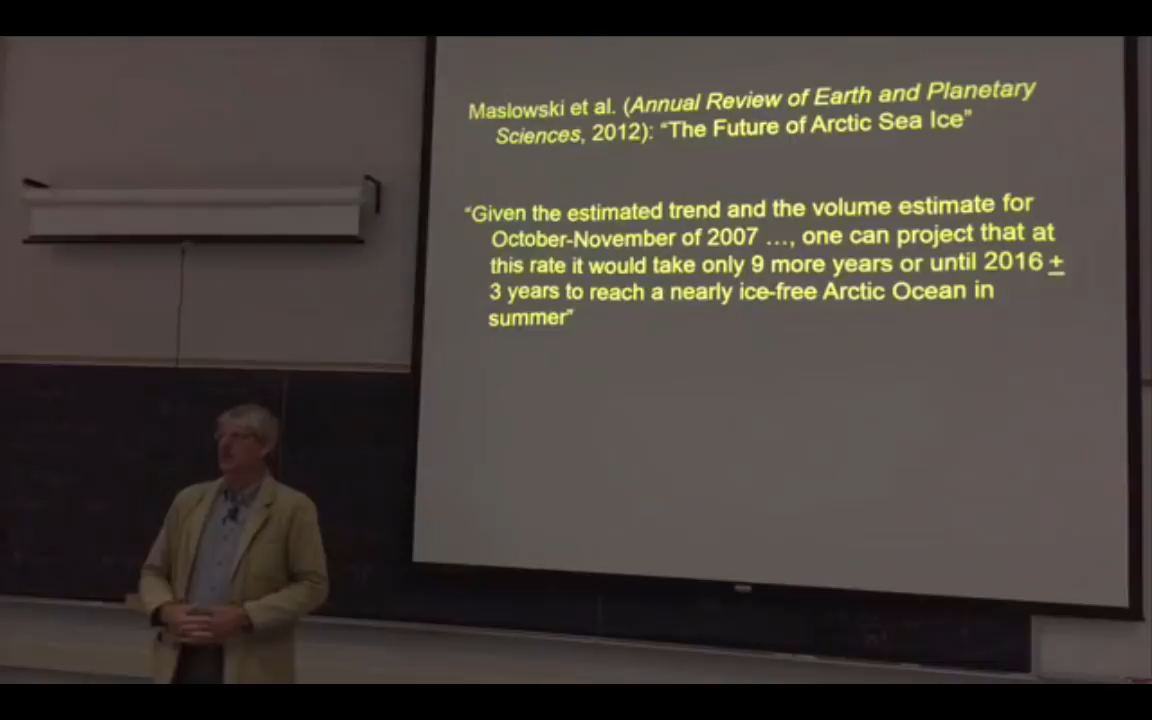 Maslowski et al. (Annual Review of Earth and Planetary
Sciences, 2012): “The Future of Arctic Sea Ice”
“Given the estimated trend and the volume estimate for
October-November of 2007 …, one can project that at
this rate it would take only 9 more years or until 2016 ±
3 years to reach a nearly ice-free Arctic Ocean in
summer”